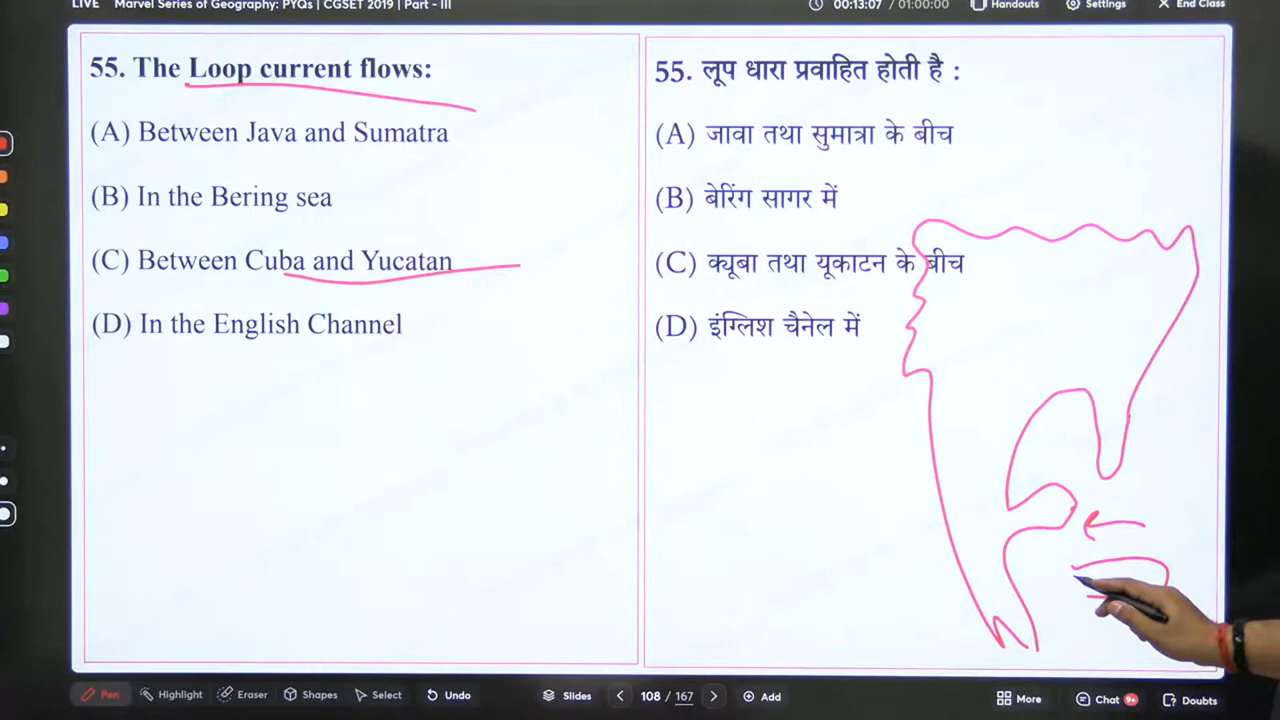 LIVE Marvel Series of Geography: PYQs | CGSET 2019 | Part - III
00:13:07 / 01:00:00 Handouts Settings End Class
55. The Loop current flows:
(A) Between Java and Sumatra
(B) In the Bering sea
(C) Between Cuba and Yucatan
(D) In the English Channel
55. लूप धारा प्रवाहित होती है :
(A) जावा तथा सुमात्रा के बीच
(B) बेरिंग सागर में
(C) क्यूबा तथा यूकाटन के बीच
(D) इंग्लिश चैनेल में
Pen Highlight Eraser Shapes Select Undo Slides 108 / 167 Add More Chat 9+ Doubts